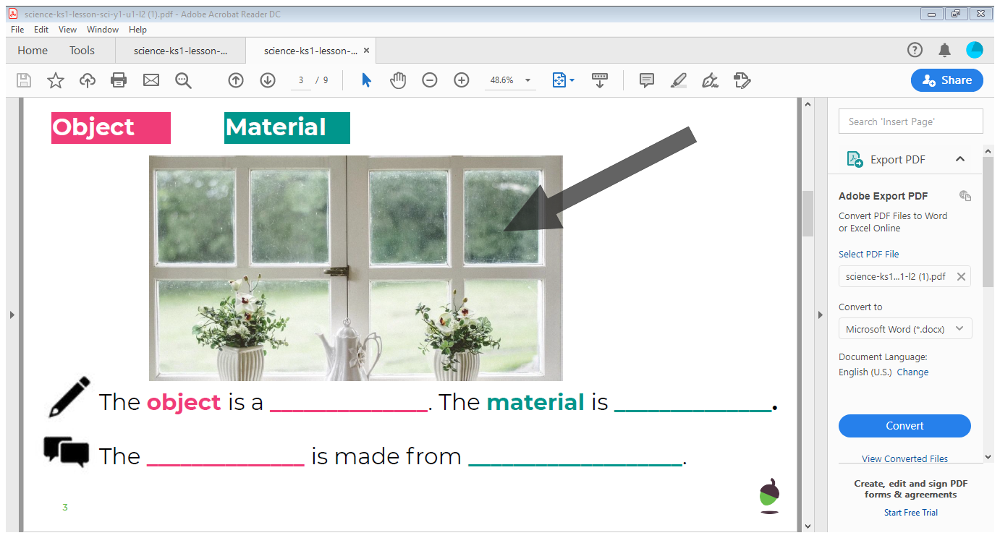 science-ks1-lesson-sci-y1-u1-l2 (1).pdf - Adobe Acrobat Reader DC
File Edit View Window Help
Home Tools science-ks1-lesson-... science-ks1-lesson-... ×
3 / 9 48.6% Share
Object Material
The object is a ______________. The material is ______________.
The ______________ is made from ___________________.
3
Search 'Insert Page'
Export PDF
Adobe Export PDF
Convert PDF Files to Word
or Excel Online
Select PDF File
science-ks1...1-l2 (1).pdf
Convert to
Microsoft Word (*.docx)
Document Language:
English (U.S.) Change
Convert
View Converted Files
Create, edit and sign PDF
forms & agreements
Start Free Trial